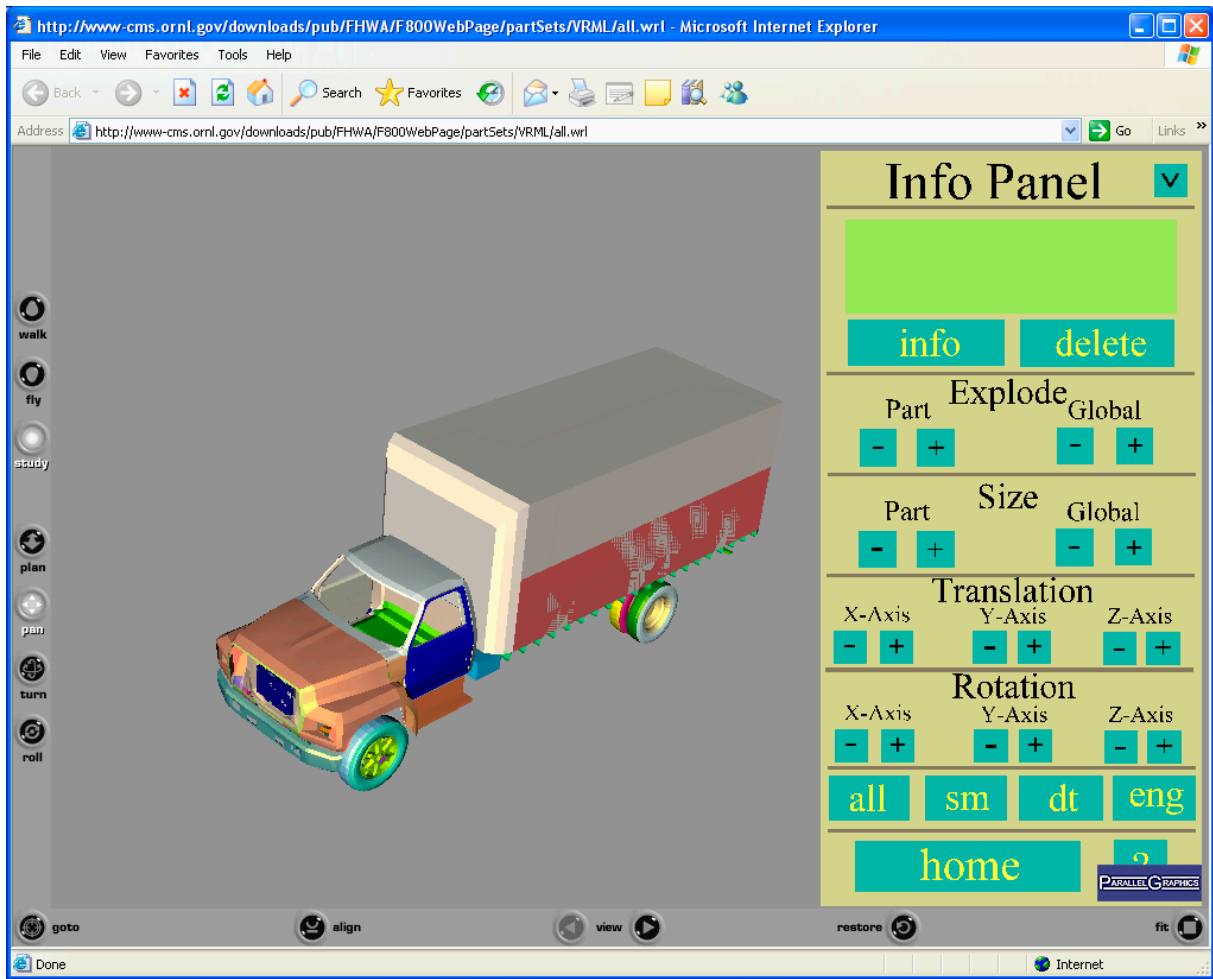 http://www-cms.ornl.gov/downloads/pub/FHWA/F800WebPage/partSets/VRML/all.wrl - Microsoft Internet Explorer
File Edit View Favorites Tools Help
Back Search Favorites
Address http://www-cms.ornl.gov/downloads/pub/FHWA/F800WebPage/partSets/VRML/all.wrl Go Links »
Info Panel V
info delete
Explode
Part Global
- + - +
Size
Part Global
- + - +
Translation
X-Axis Y-Axis Z-Axis
- + - + - +
Rotation
X-Axis Y-Axis Z-Axis
- + - + - +
all sm dt eng
home ?
PARALLELGRAPHICS
walk
fly
study
plan
pan
turn
roll
goto align view restore fit
Done Internet